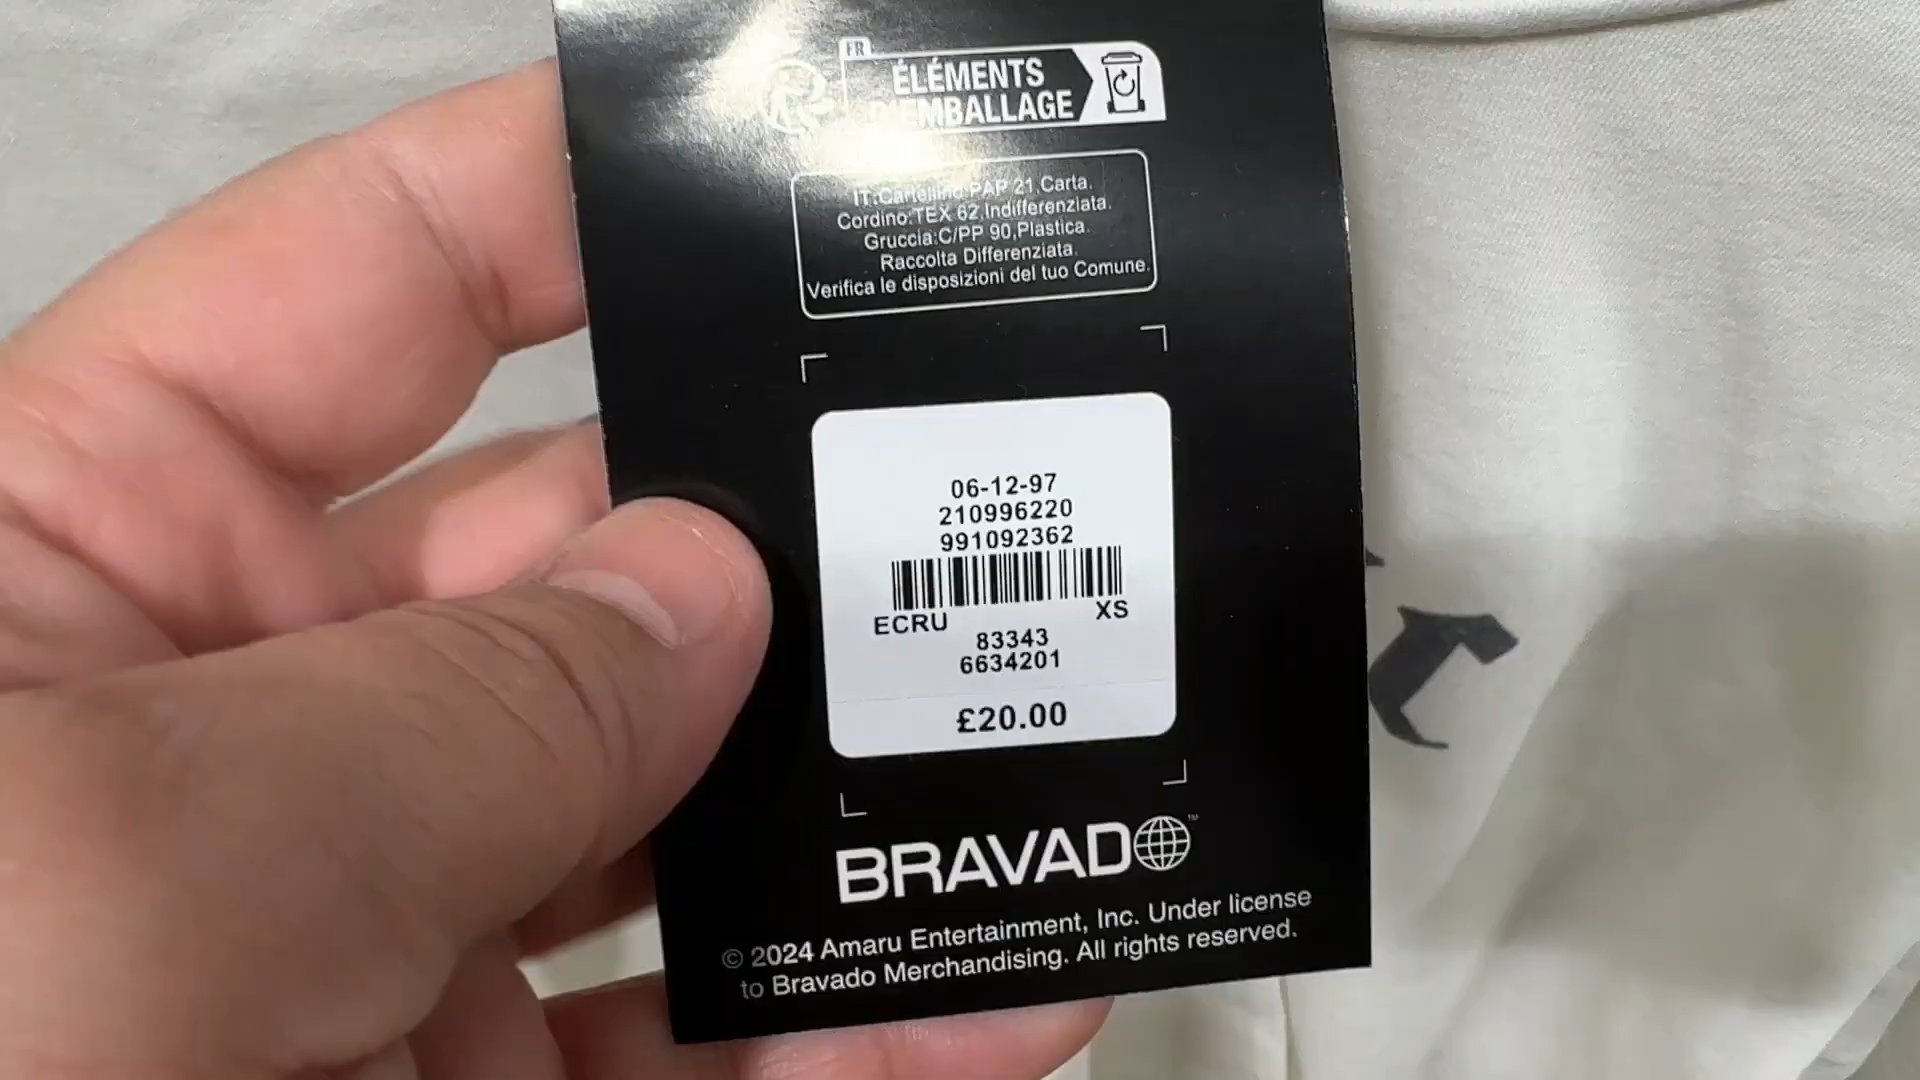 FR
ÉLÉMENTS
D'EMBALLAGE
IT:Cartellino:PAP 21,Carta.
Cordino:TEX 62,Indifferenziata.
Gruccia:C/PP 90,Plastica.
Raccolta Differenziata.
Verifica le disposizioni del tuo Comune.
06-12-97
210996220
991092362
ECRU XS
83343
6634201
£20.00
BRAVADO™
© 2024 Amaru Entertainment, Inc. Under license
to Bravado Merchandising. All rights reserved.